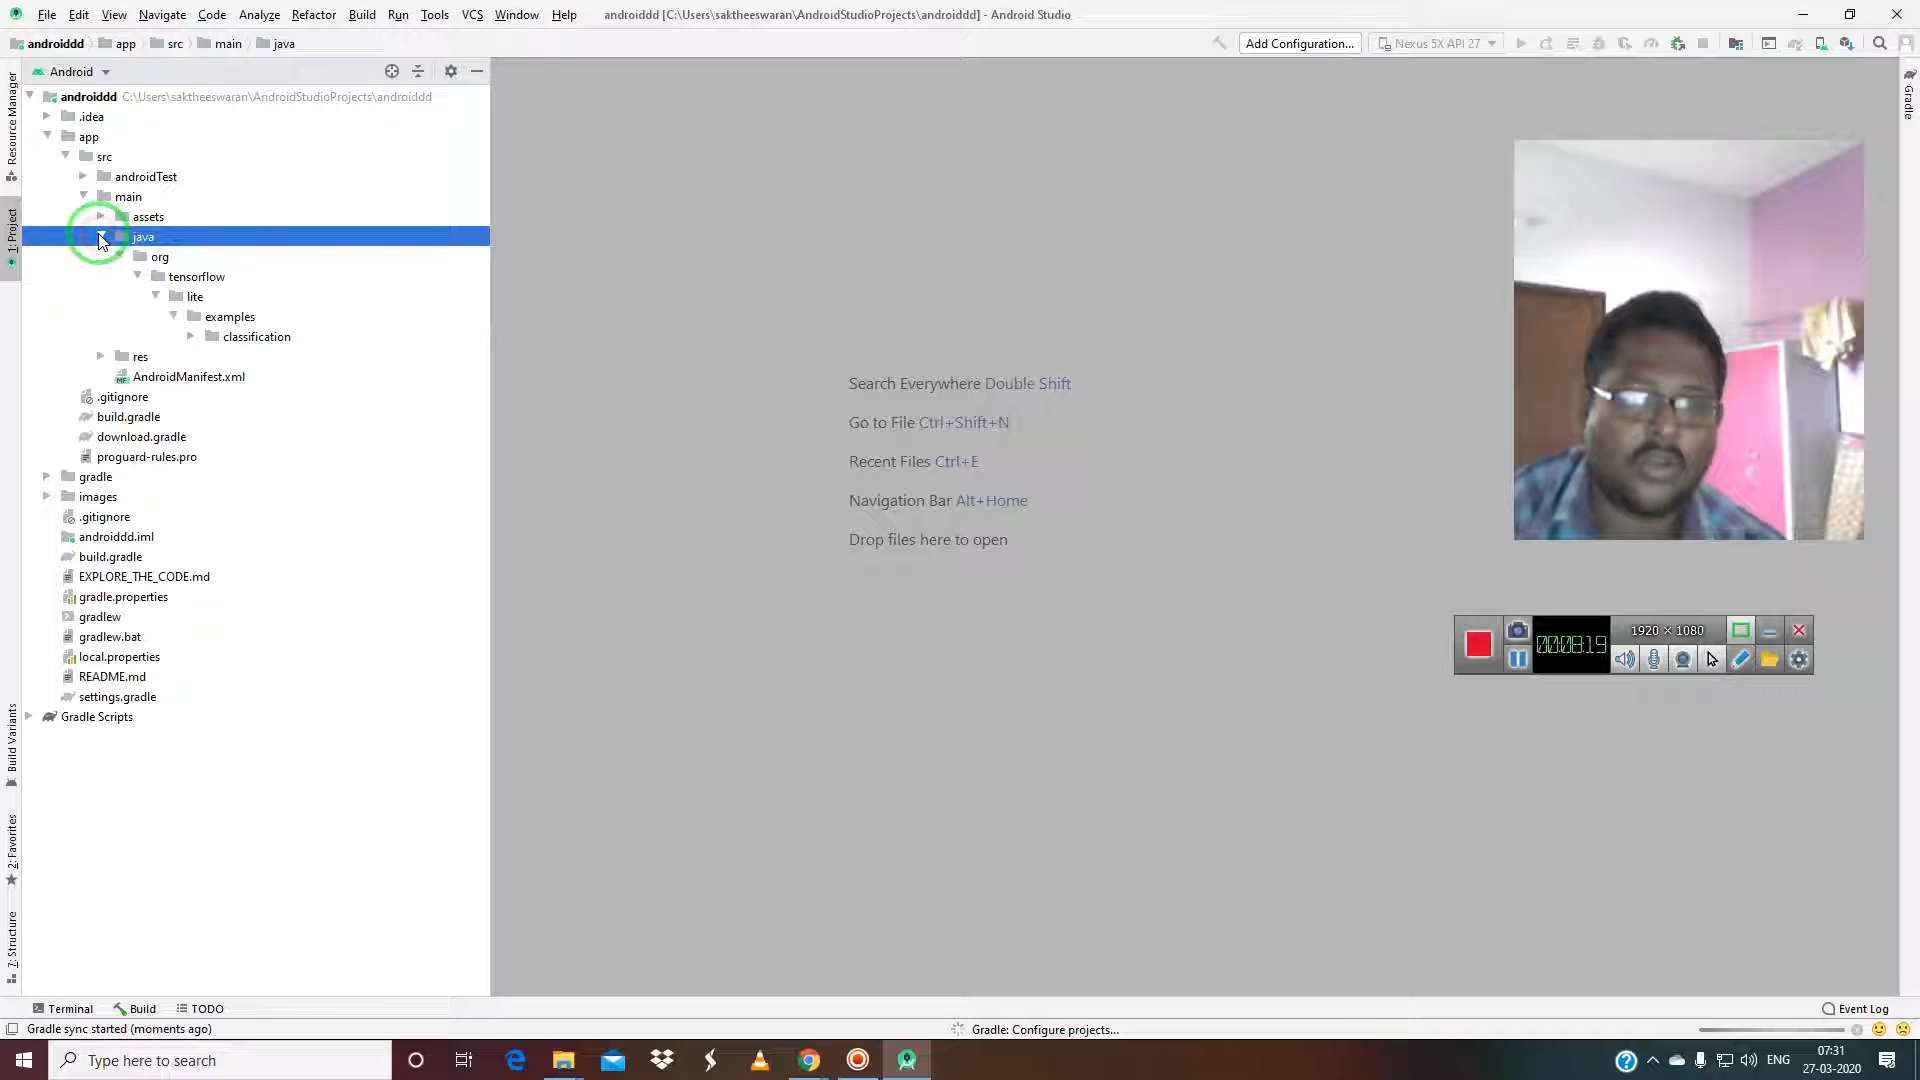 File Edit View Navigate Code Analyze Refactor Build Run Tools VCS Window Help androiddd [C:\Users\saktheeswaran\AndroidStudioProjects\androiddd] - Android Studio
androiddd app src main java Add Configuration... Nexus 5X API 27
Android
androiddd C:\Users\saktheeswaran\AndroidStudioProjects\androiddd
.idea
app
src
androidTest
main
assets
java
org
tensorflow
lite
examples
classification
res
AndroidManifest.xml
.gitignore
build.gradle
download.gradle
proguard-rules.pro
gradle
images
.gitignore
androiddd.iml
build.gradle
EXPLORE_THE_CODE.md
gradle.properties
gradlew
gradlew.bat
local.properties
README.md
settings.gradle
Gradle Scripts
Resource Manager
1: Project
Build Variants
2: Favorites
7: Structure
Search Everywhere Double Shift
Go to File Ctrl+Shift+N
Recent Files Ctrl+E
Navigation Bar Alt+Home
Drop files here to open
Gradle
00:08:19
1920 × 1080
Terminal Build TODO Event Log
Gradle sync started (moments ago) Gradle: Configure projects...
Type here to search
ENG
07:31
27-03-2020